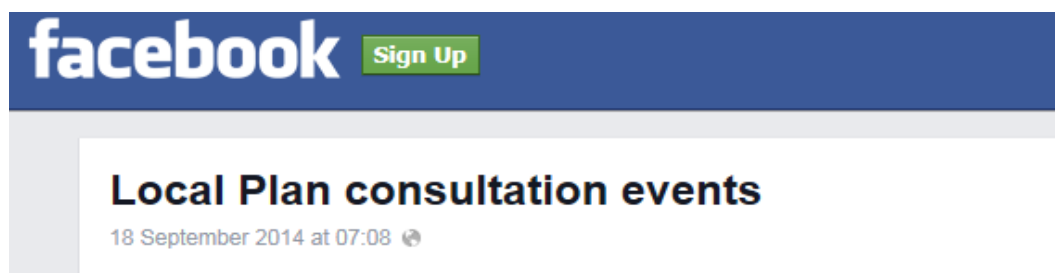 facebook Sign Up
Local Plan consultation events
18 September 2014 at 07:08